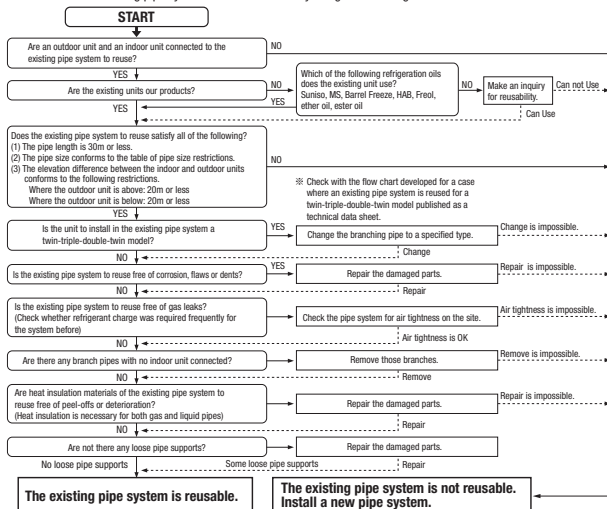 START
Are an outdoor unit and an indoor unit connected to the
existing pipe system to reuse?
NO
YES
Are the existing units our products?
NO
YES
Which of the following refrigeration oils
does the existing unit use?
Suniso, MS, Barrel Freeze, HAB, Freol,
ether oil, ester oil
NO
YES
Make an inquiry
for reusability.
Can not Use
Can Use
Does the existing pipe system to reuse satisfy all of the following?
(1) The pipe length is 30m or less.
(2) The pipe size conforms to the table of pipe size restrictions.
(3) The elevation difference between the indoor and outdoor units
conforms to the following restrictions.
Where the outdoor unit is above: 20m or less
Where the outdoor unit is below: 20m or less
NO
YES
※ Check with the flow chart developed for a case
where an existing pipe system is reused for a
twin-triple-double-twin model published as a
technical data sheet.
Is the unit to install in the existing pipe system a
twin-triple-double-twin model?
YES
Change the branching pipe to a specified type.
Change is impossible.
NO
Change
Is the existing pipe system to reuse free of corrosion, flaws or dents?
YES
Repair the damaged parts.
Repair is impossible.
NO
Repair
Is the existing pipe system to reuse free of gas leaks?
(Check whether refrigerant charge was required frequently for
the system before)
Check the pipe system for air tightness on the site.
Air tightness is impossible.
NO
Air tightness is OK
Are there any branch pipes with no indoor unit connected?
Remove those branches.
Remove is impossible.
NO
Remove
Are heat insulation materials of the existing pipe system to
reuse free of peel-offs or deterioration?
(Heat insulation is necessary for both gas and liquid pipes)
Repair the damaged parts.
Repair is impossible.
NO
Repair
Are not there any loose pipe supports?
Repair the damaged parts.
No loose pipe supports
Some loose pipe supports
Repair
The existing pipe system is reusable.
The existing pipe system is not reusable.
Install a new pipe system.